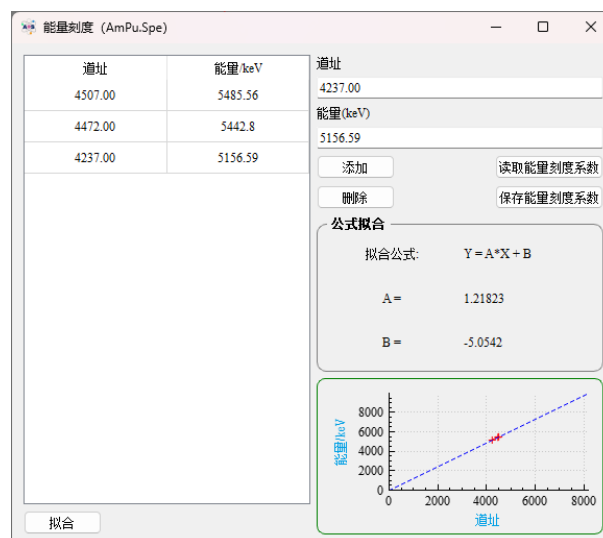 能量刻度 (AmPu.Spe)
道址 能量/keV
4507.00 5485.56
4472.00 5442.8
4237.00 5156.59
拟合
道址
4237.00
能量(keV)
5156.59
添加 读取能量刻度系数
删除 保存能量刻度系数
公式拟合
拟合公式: Y = A*X + B
A = 1.21823
B = -5.0542
能量/keV
8000
6000
4000
2000
0
0 2000 4000 6000 8000
道址